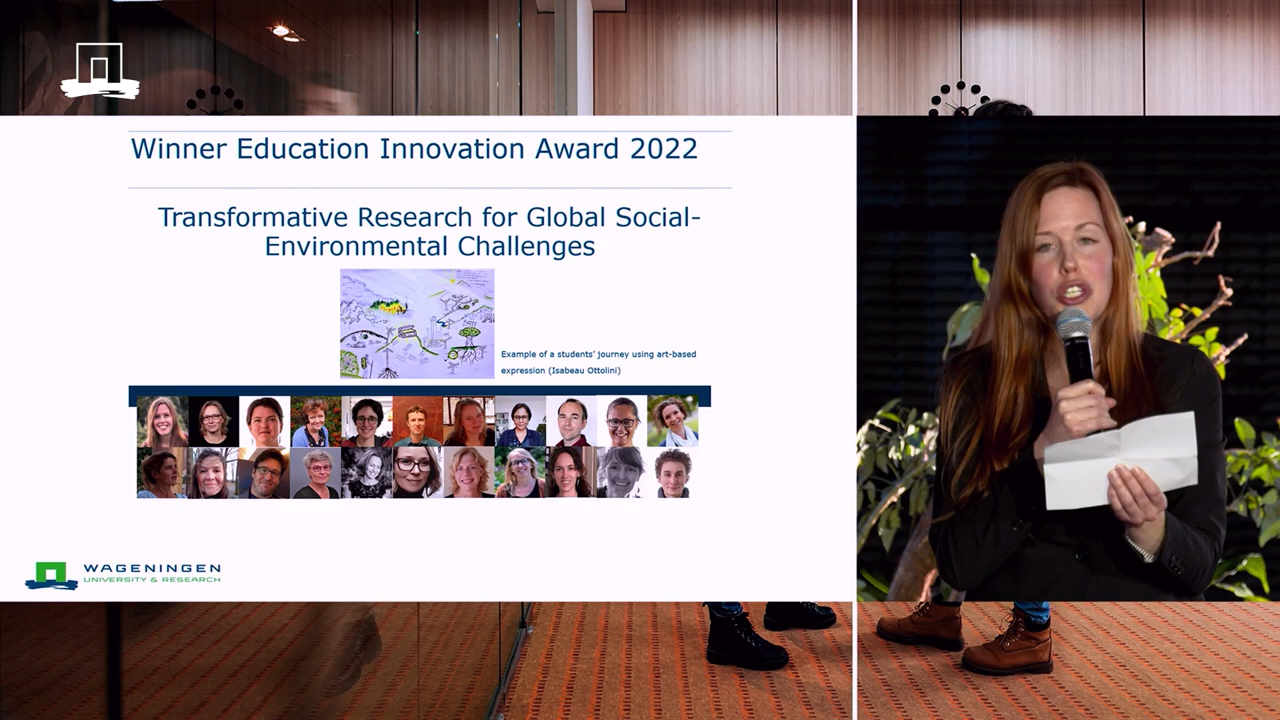 Winner Education Innovation Award 2022
Transformative Research for Global Social-
Environmental Challenges
Example of a students’ journey using art-based
expression (Isabeau Ottolini)
WAGENINGEN
UNIVERSITY & RESEARCH